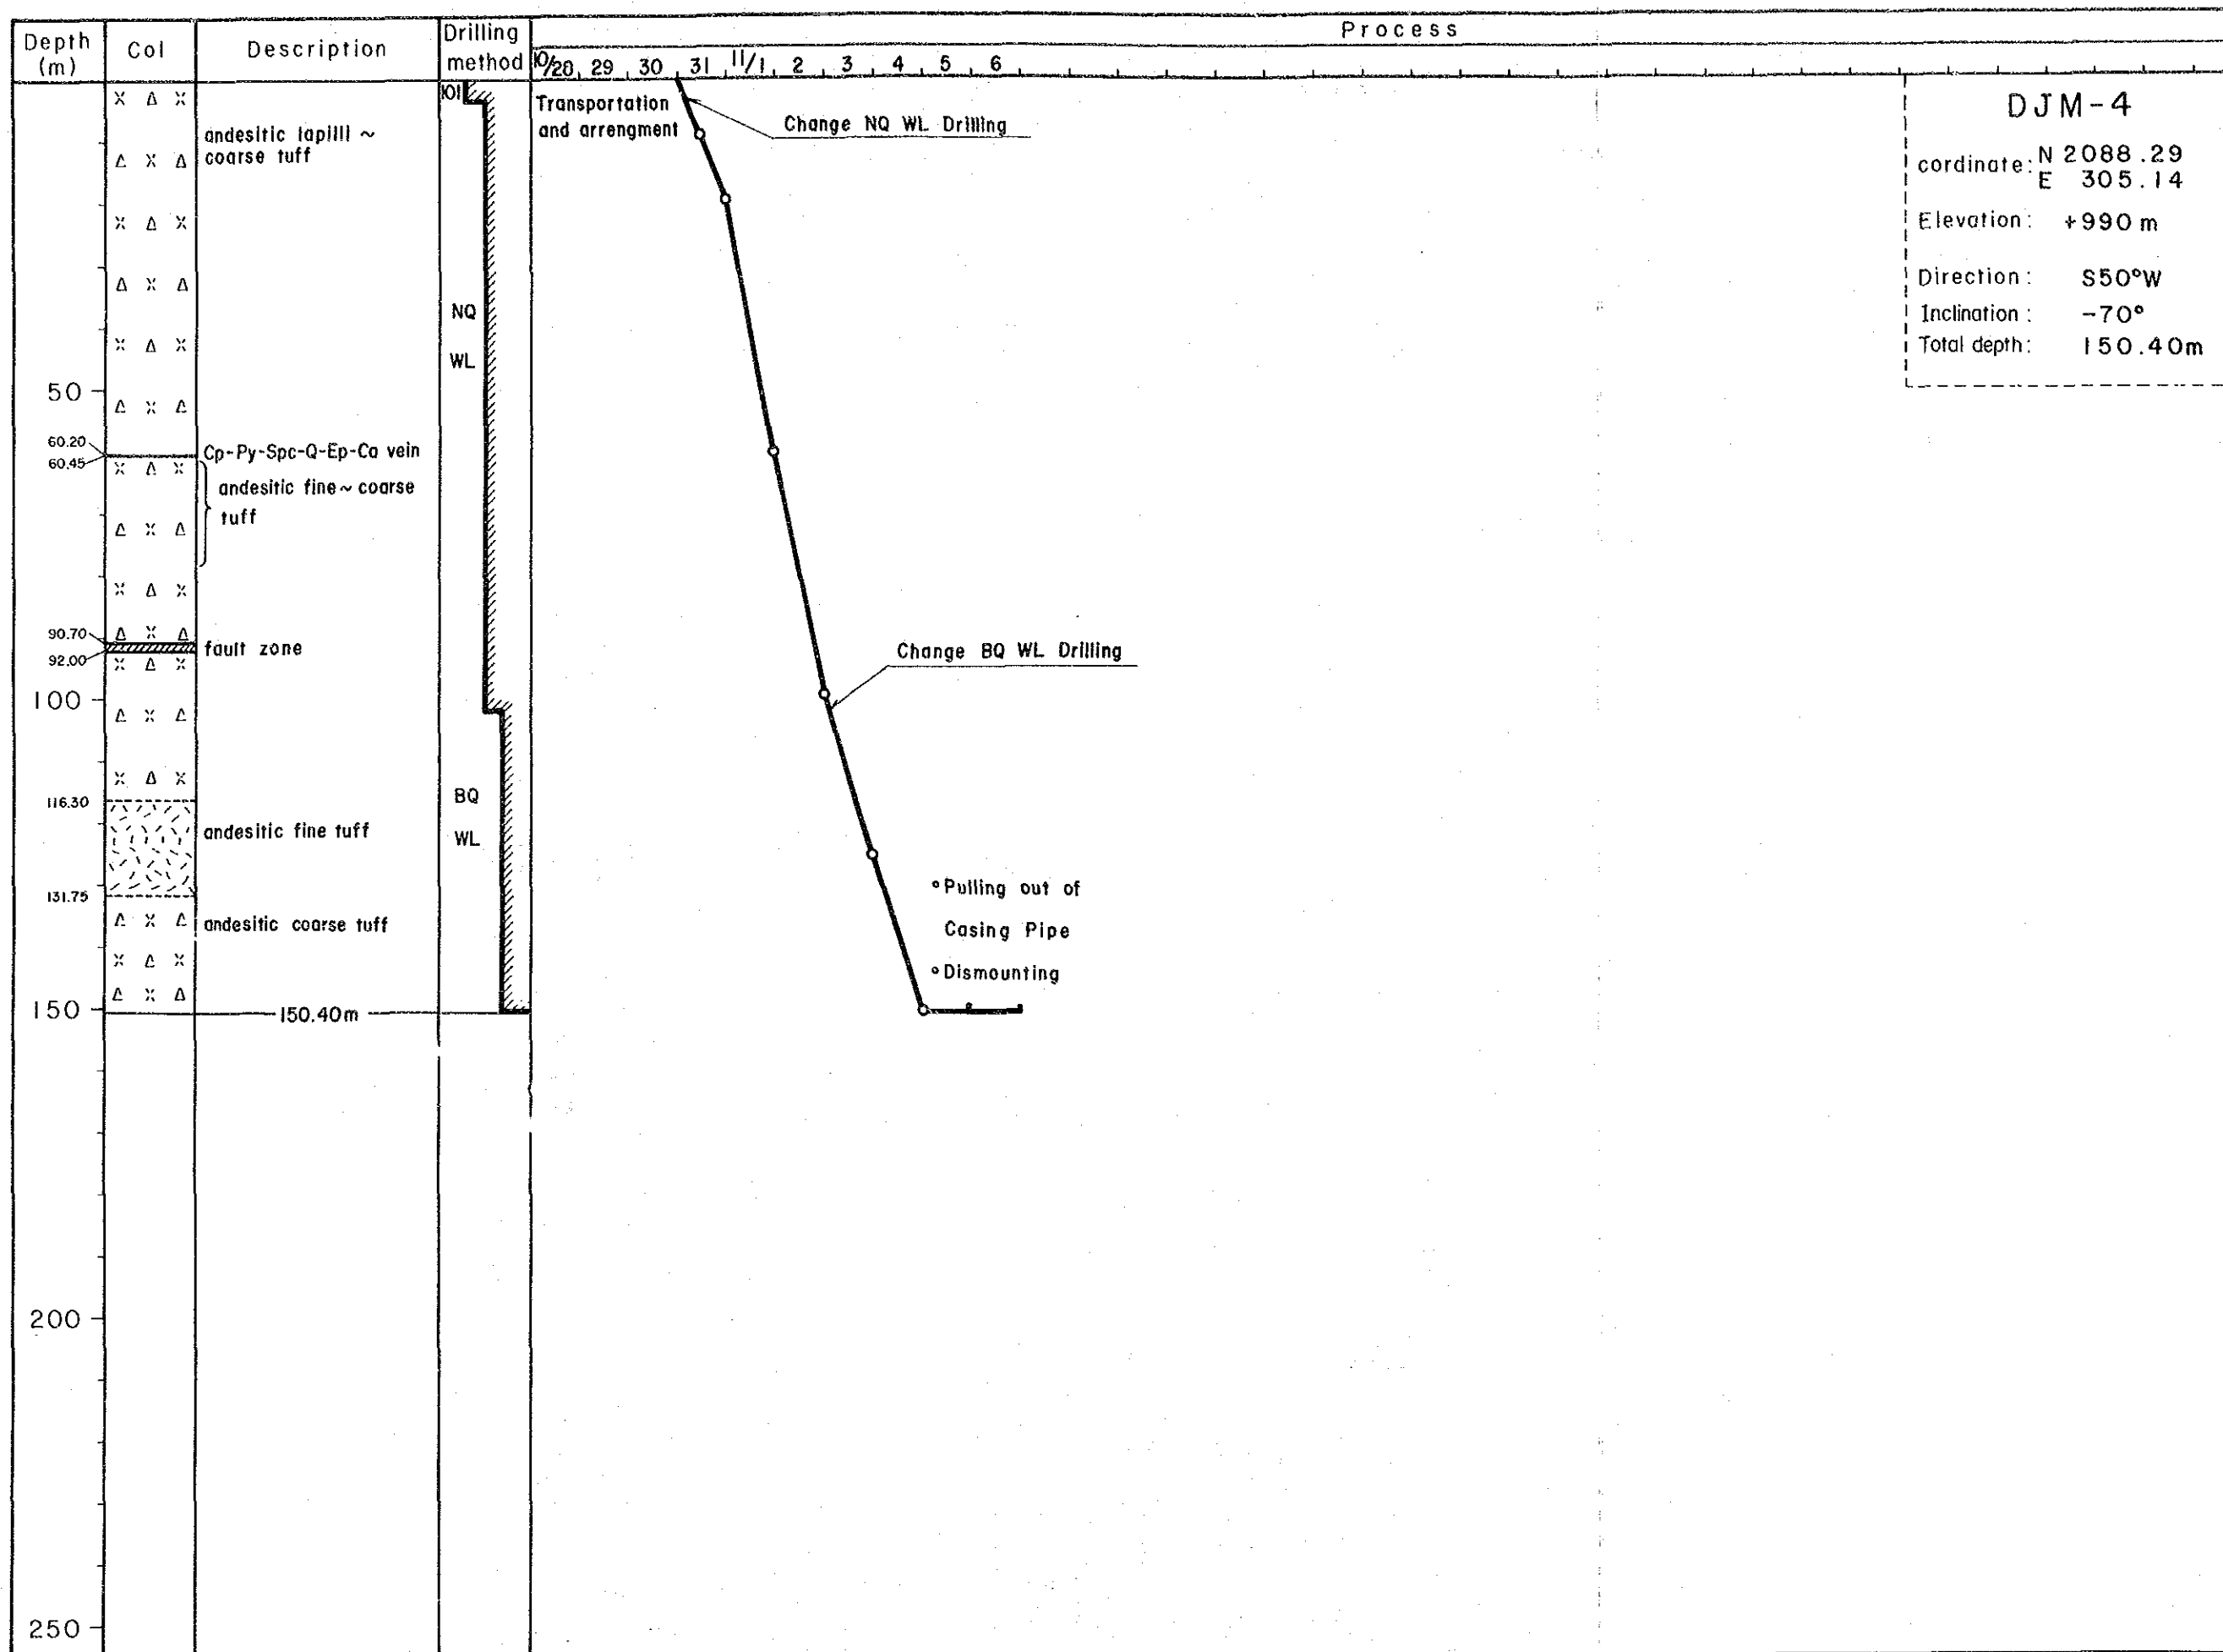 Depth
(m)
Col
Description
Drilling
method
Process
10/28 29 30 31 11/1 2 3 4 5 6
101
Transportation
and arrengment
Change NQ WL Drilling
andesitic lapilli ~
coarse tuff
DJM-4
cordinate: N 2088.29
E 305.14
Elevation: +990 m
Direction: S50°W
Inclination: -70°
Total depth: 150.40m
NQ
WL
50
60.20
60.45
Cp-Py-Spc-Q-Ep-Ca vein
andesitic fine ~ coarse
tuff
90.70
92.00
fault zone
Change BQ WL Drilling
100
116.30
BQ
WL
andesitic fine tuff
131.75
andesitic coarse tuff
Pulling out of
Casing Pipe
Dismounting
150
150.40m
200
250